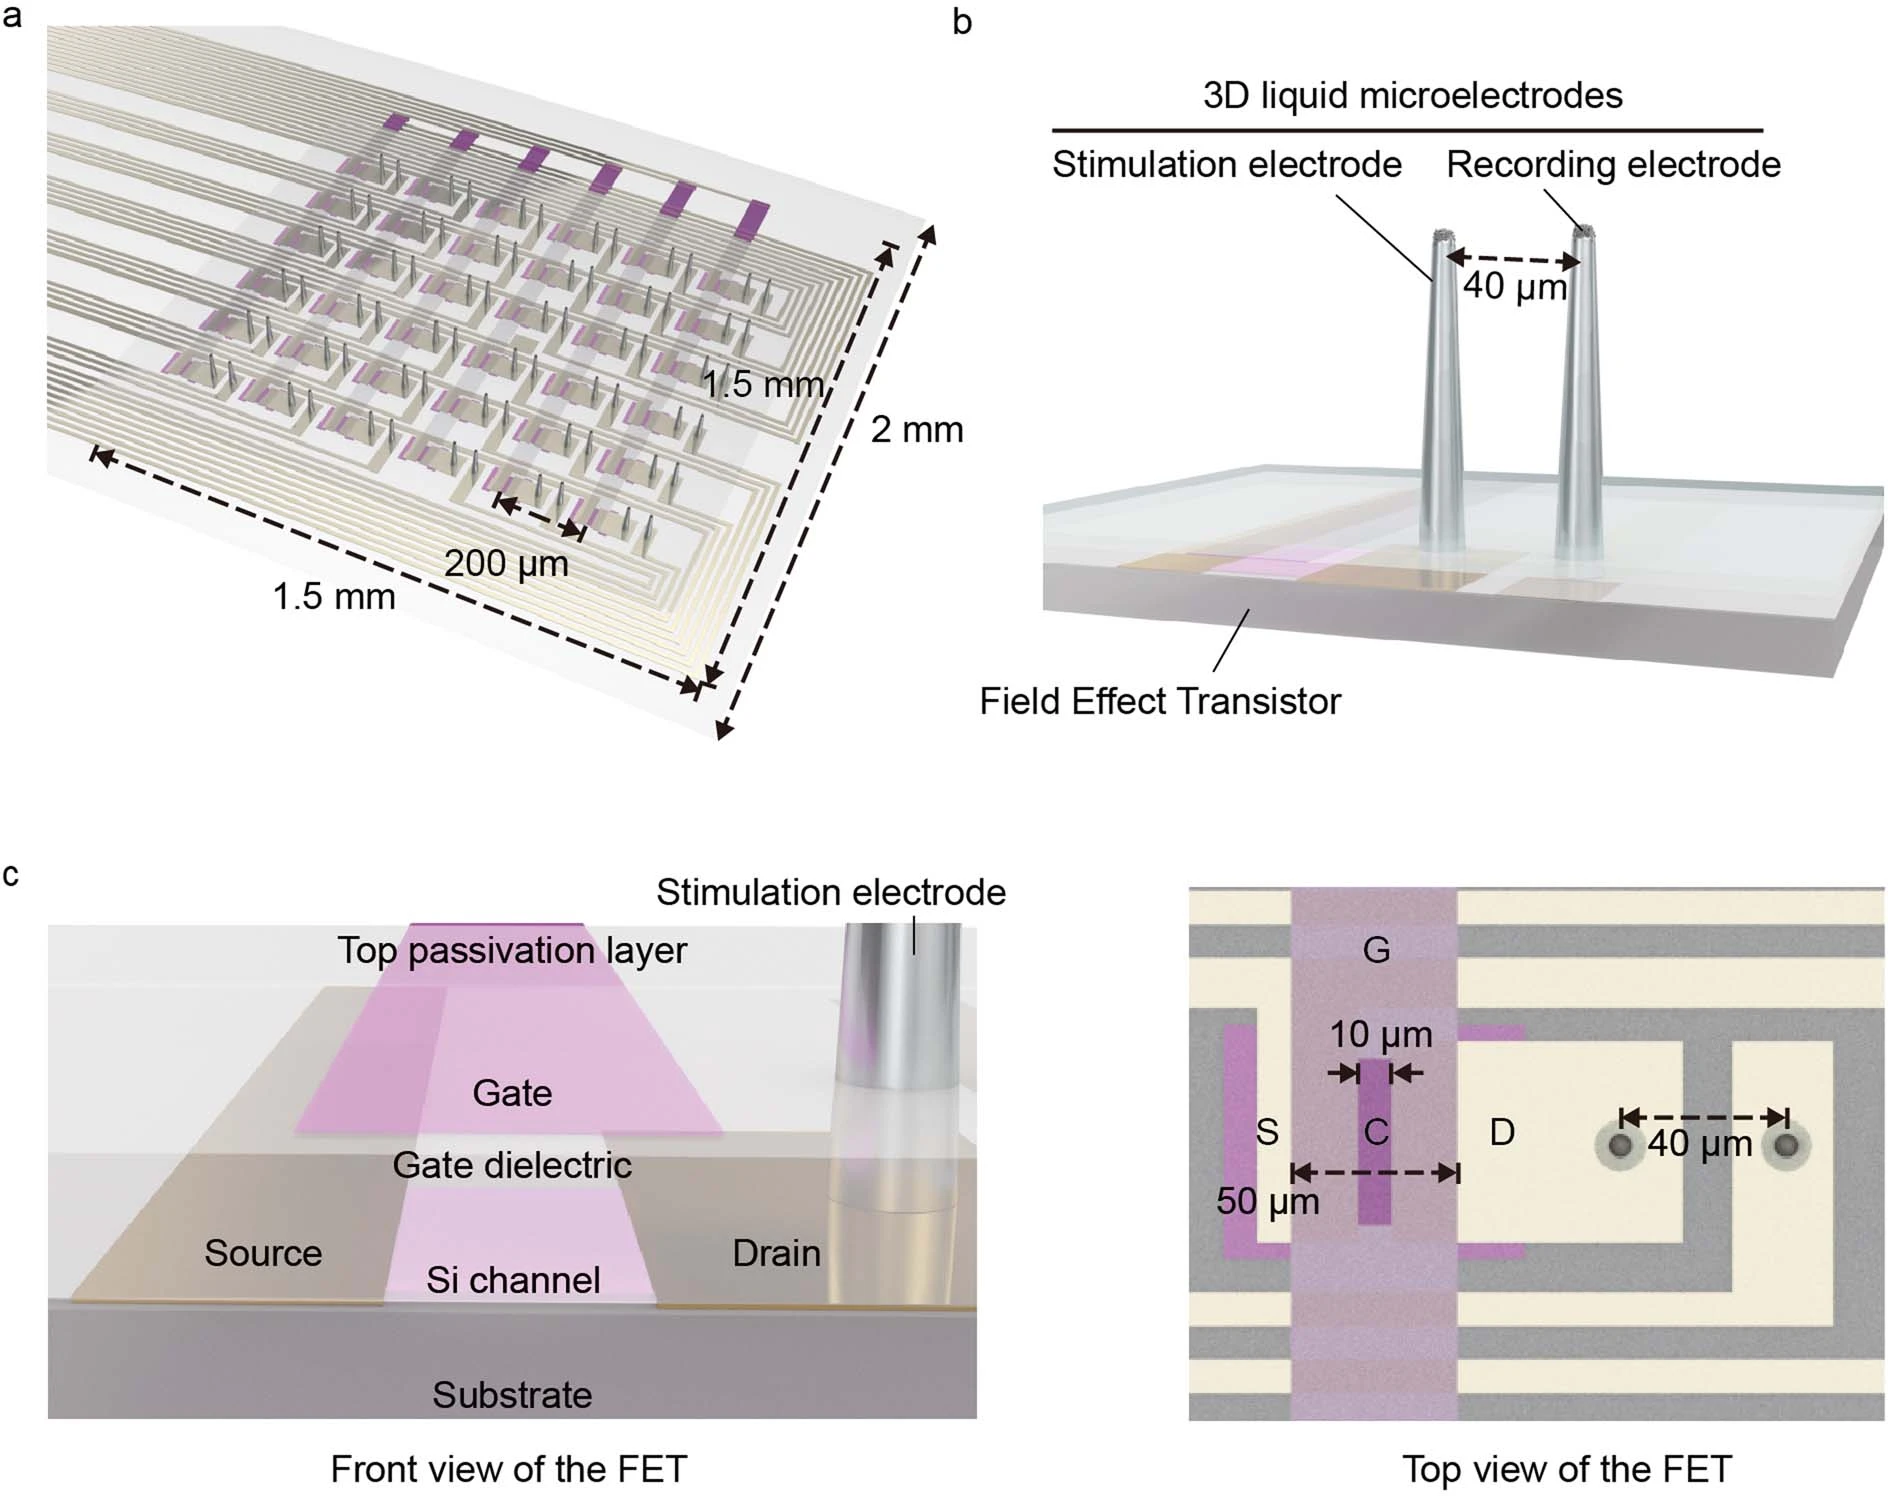 a
1.5 mm
2 mm
200 µm
1.5 mm
b
3D liquid microelectrodes
Stimulation electrode
Recording electrode
40 µm
Field Effect Transistor
c
Stimulation electrode
Top passivation layer
Gate
Gate dielectric
Source
Drain
Si channel
Substrate
Front view of the FET
G
10 µm
S
C
D
40 µm
50 µm
Top view of the FET